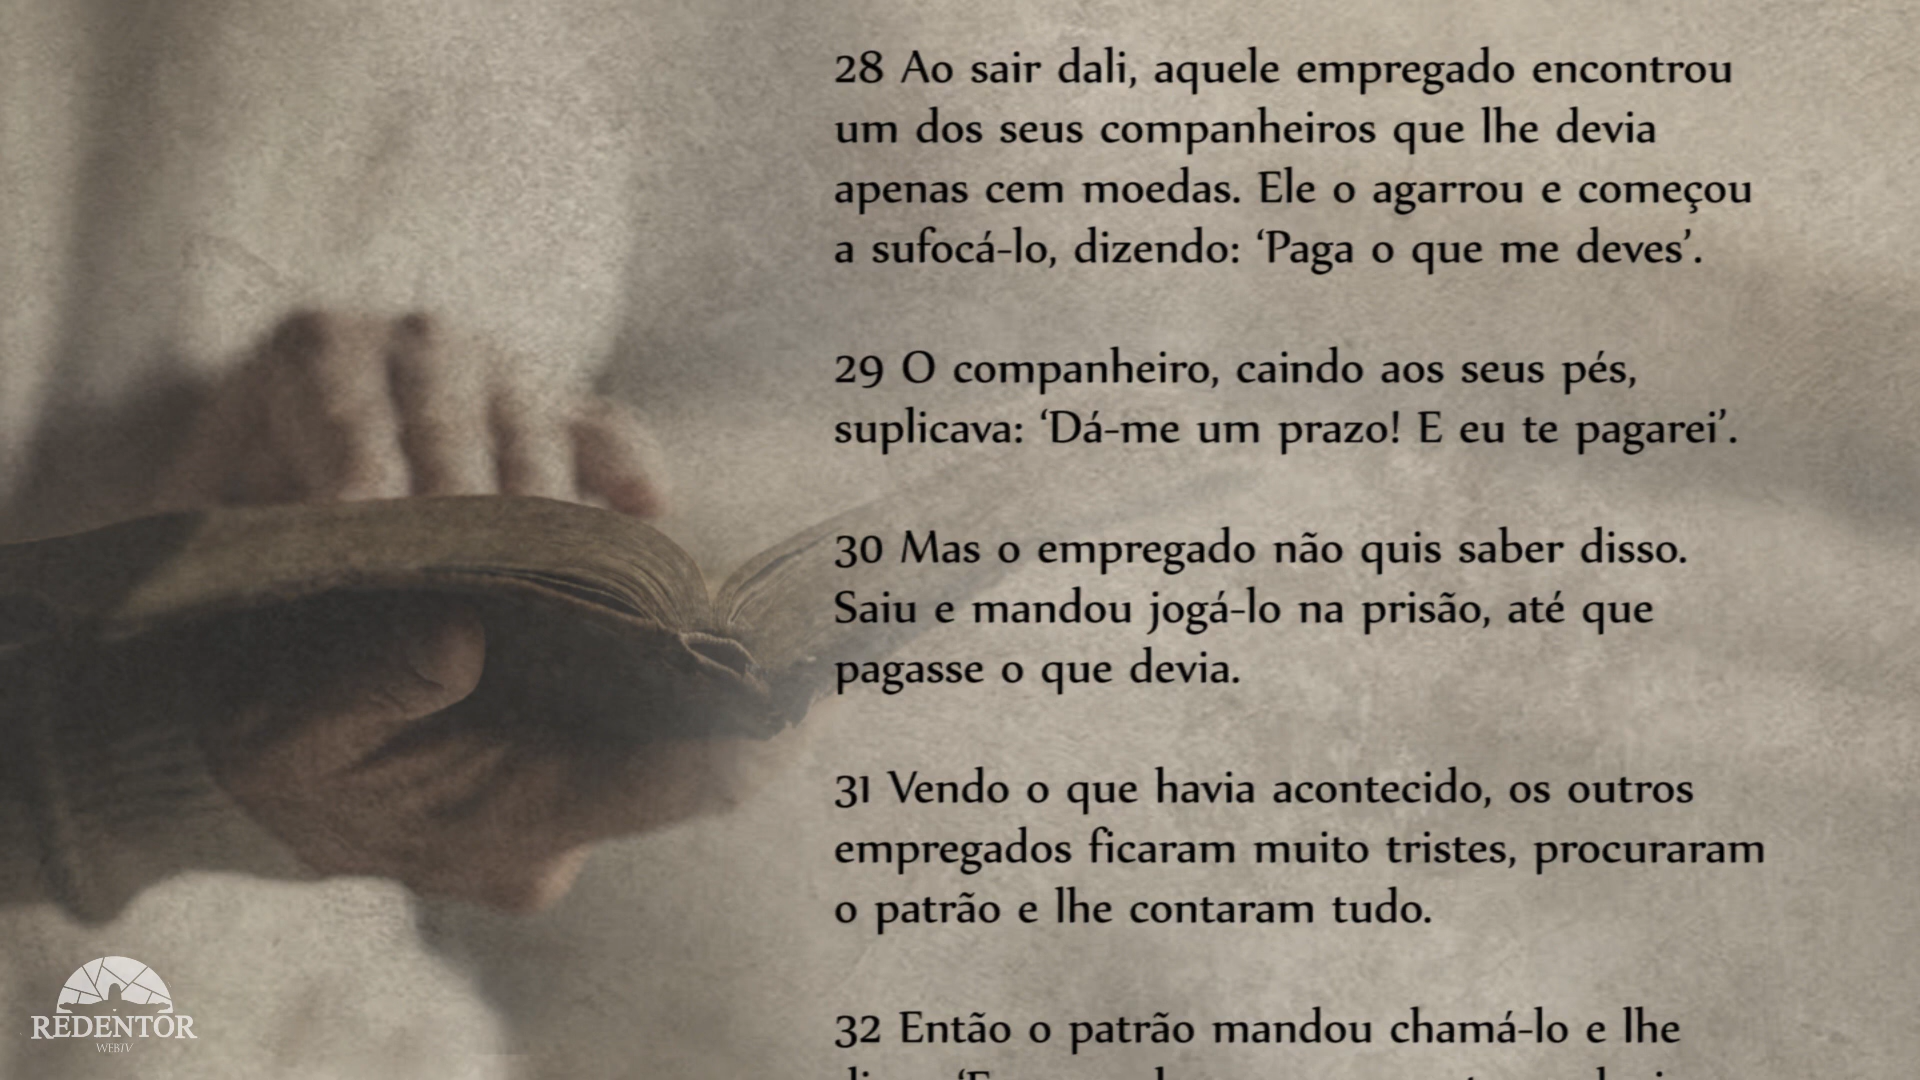 28 Ao sair dali, aquele empregado encontrou
um dos seus companheiros que lhe devia
apenas cem moedas. Ele o agarrou e começou
a sufocá-lo, dizendo: ‘Paga o que me deves’.
29 O companheiro, caindo aos seus pés,
suplicava: ‘Dá-me um prazo! E eu te pagarei’.
30 Mas o empregado não quis saber disso.
Saiu e mandou jogá-lo na prisão, até que
pagasse o que devia.
31 Vendo o que havia acontecido, os outros
empregados ficaram muito tristes, procuraram
o patrão e lhe contaram tudo.
32 Então o patrão mandou chamá-lo e lhe
REDENTOR
WEBTV